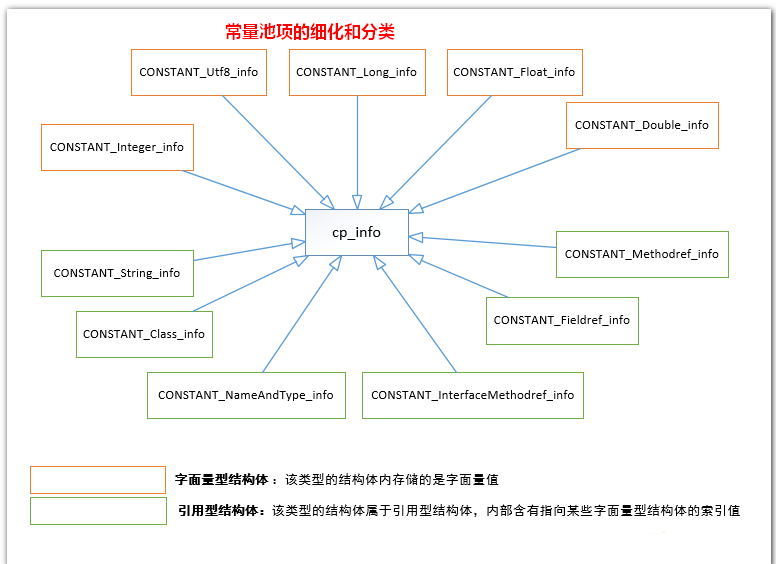 常量池项的细化和分类
CONSTANT_Utf8_info
CONSTANT_Long_info
CONSTANT_Float_info
CONSTANT_Double_info
CONSTANT_Integer_info
cp_info
CONSTANT_Methodref_info
CONSTANT_String_info
CONSTANT_Fieldref_info
CONSTANT_Class_info
CONSTANT_NameAndType_info
CONSTANT_InterfaceMethodref_info
字面量型结构体：该类型的结构体内存储的是字面量值
引用型结构体：该类型的结构体属于引用型结构体，内部含有指向某些字面量型结构体的索引值